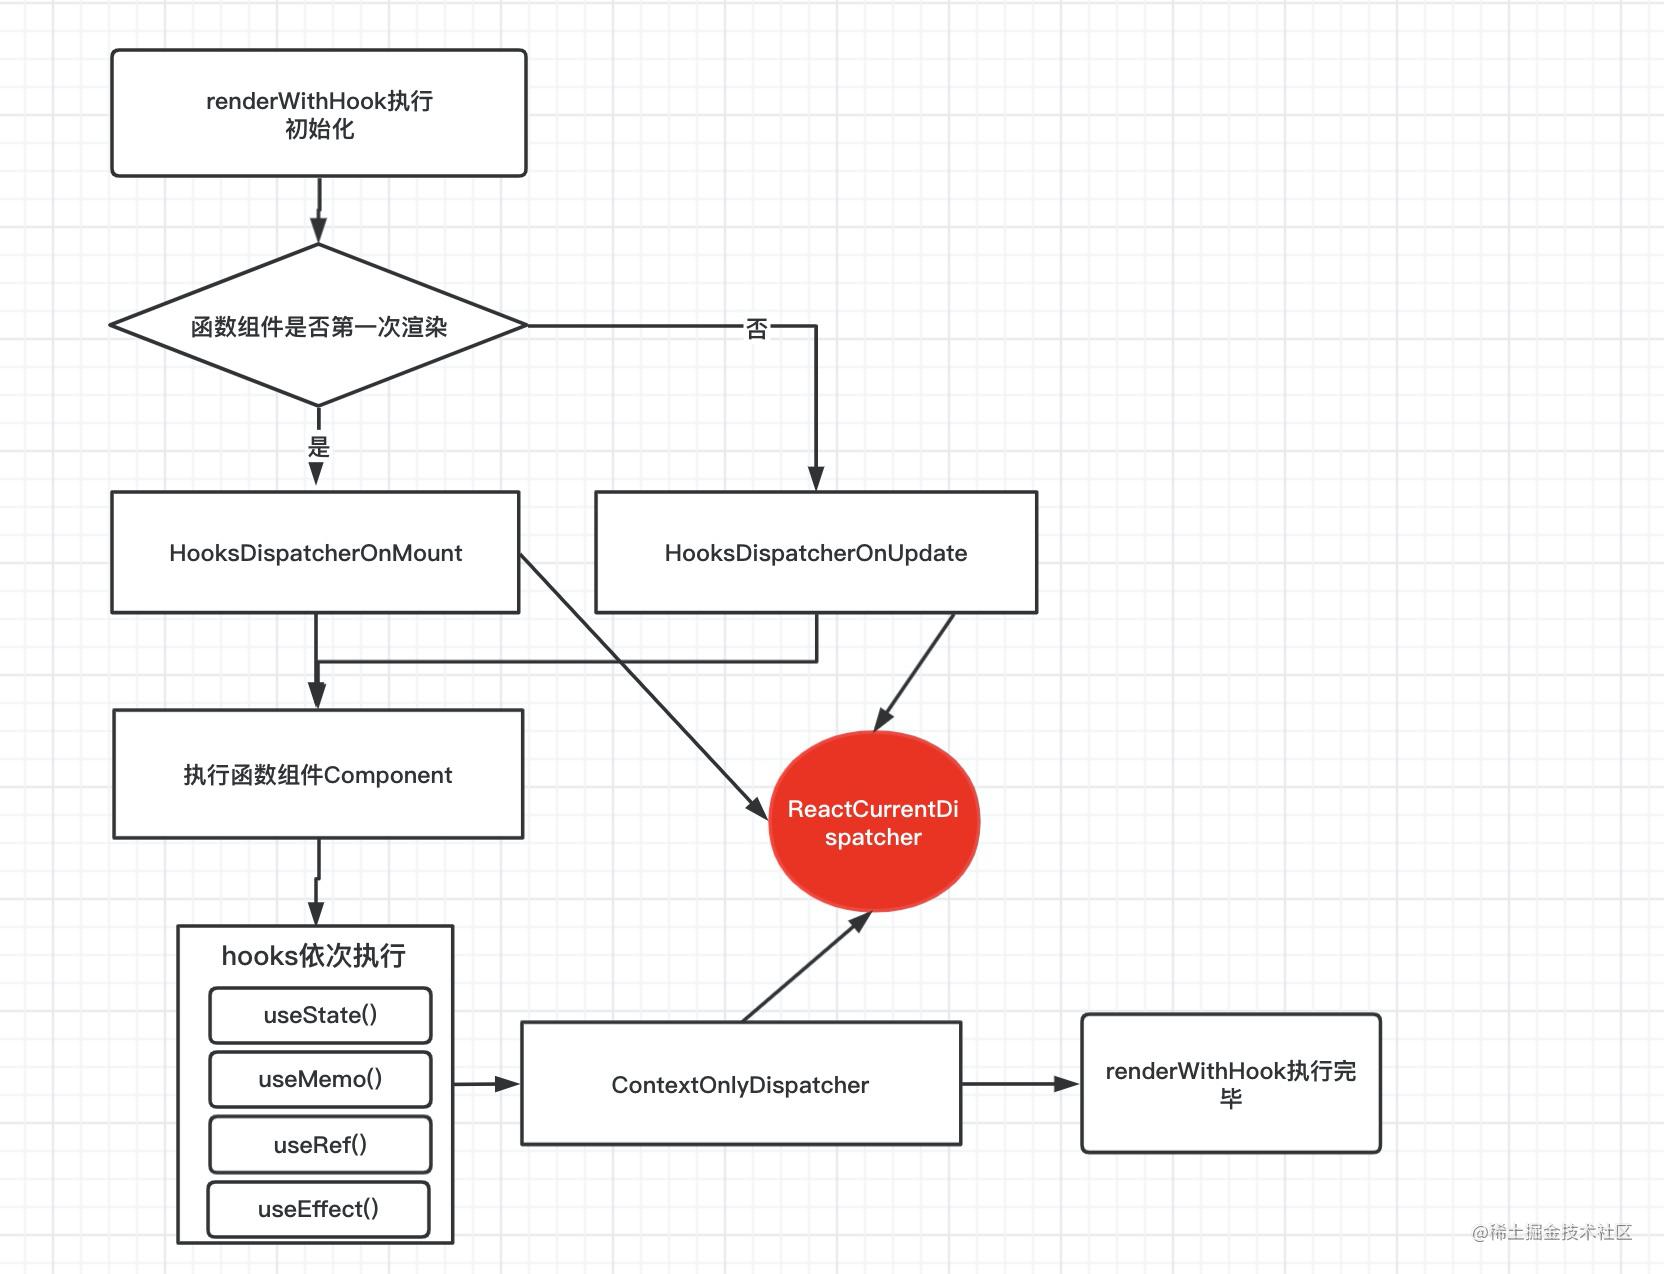 renderWithHook执行
初始化
函数组件是否第一次渲染
否
是
HooksDispatcherOnMount
HooksDispatcherOnUpdate
执行函数组件Component
ReactCurrentDi
spatcher
hooks依次执行
useState()
useMemo()
useRef()
useEffect()
ContextOnlyDispatcher
renderWithHook执行完
毕
@稀土掘金技术社区